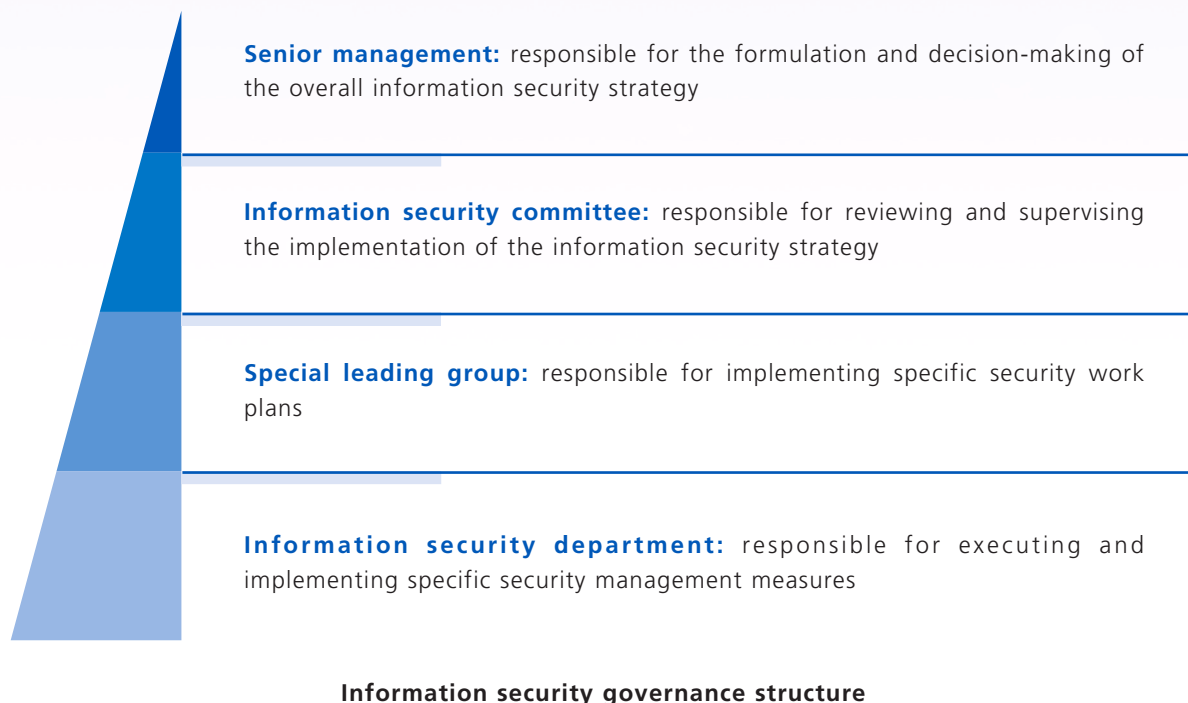 Senior management: responsible for the formulation and decision-making of
the overall information security strategy
Information security committee: responsible for reviewing and supervising
the implementation of the information security strategy
Special leading group: responsible for implementing specific security work
plans
Information security department: responsible for executing and
implementing specific security management measures
Information security governance structure